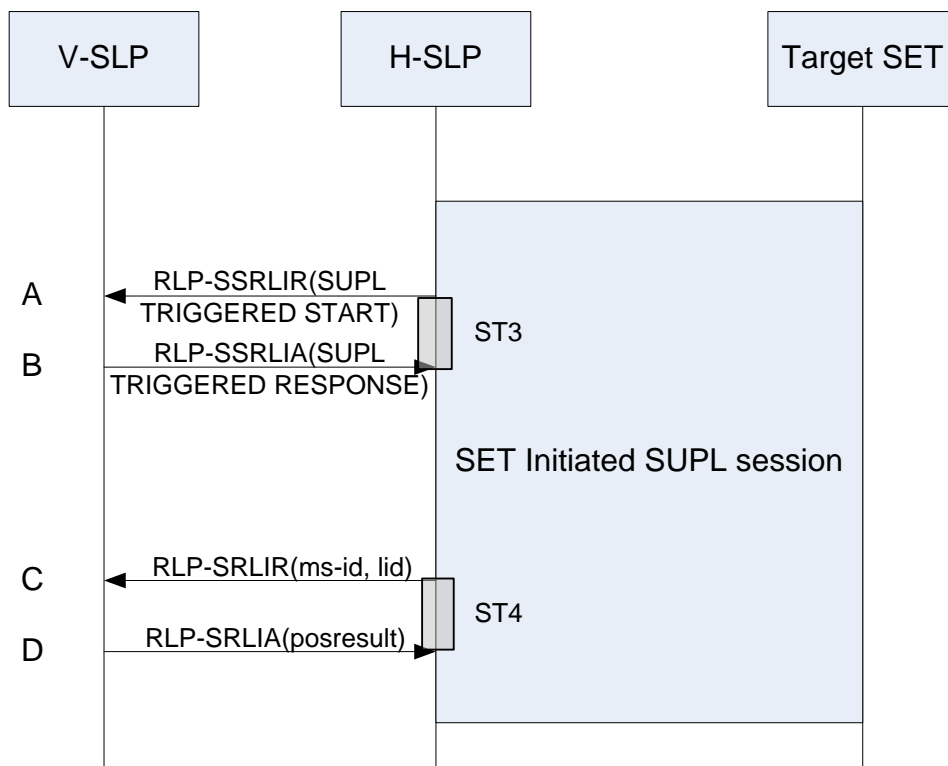 V-SLP
H-SLP
Target SET
A
RLP-SSRLIR(SUPL
TRIGGERED START)
ST3
B
RLP-SSRLIA(SUPL
TRIGGERED RESPONSE)
SET Initiated SUPL session
C
RLP-SRLIR(ms-id, lid)
ST4
D
RLP-SRLIA(posresult)